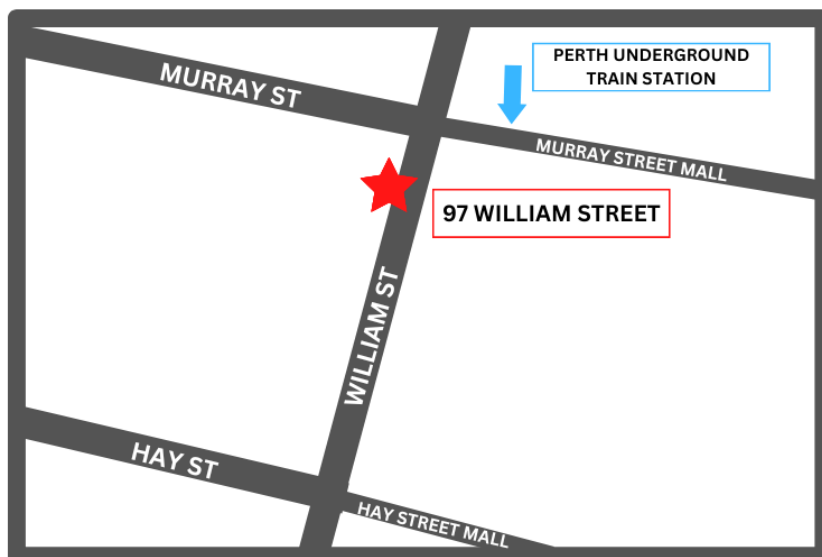 PERTH UNDERGROUND
TRAIN STATION
MURRAY ST
MURRAY STREET MALL
97 WILLIAM STREET
WILLIAM ST
HAY ST
HAY STREET MALL